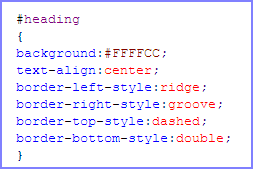 #heading
{
background:#FFFFCC;
text-align:center;
border-left-style:ridge;
border-right-style:groove;
border-top-style:dashed;
border-bottom-style:double;
}